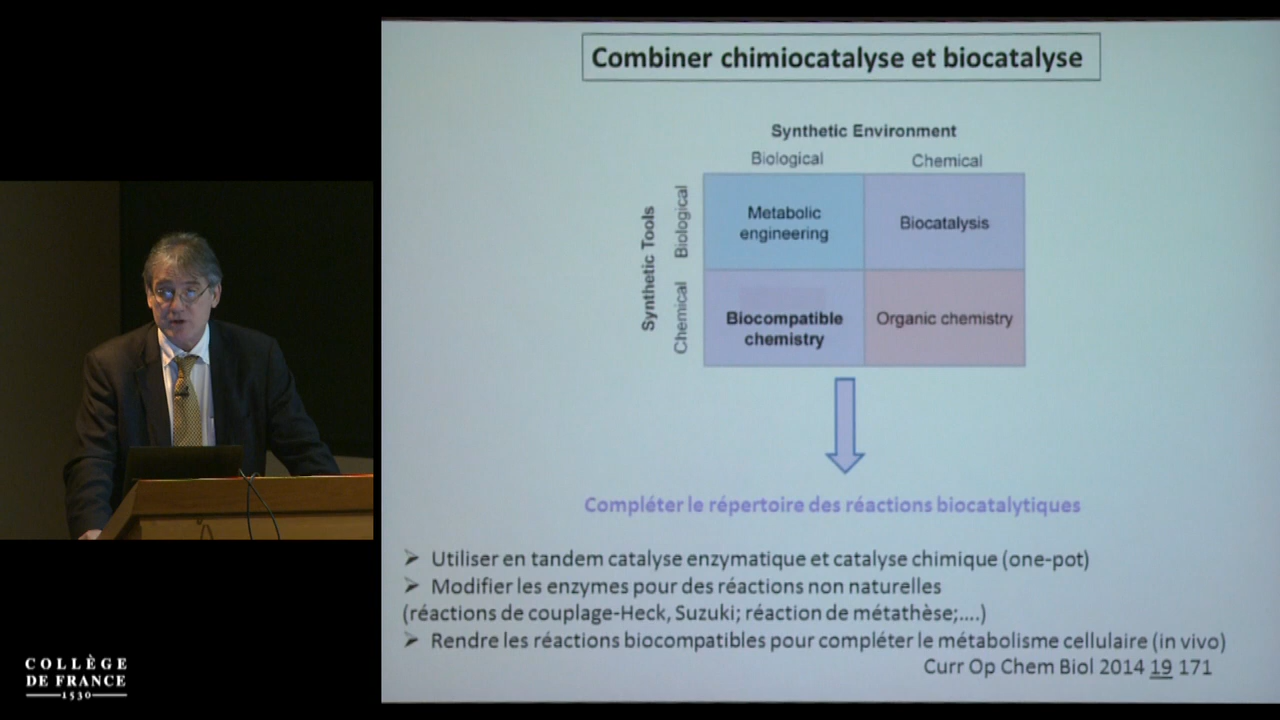 Combiner chimiocatalyse et biocatalyse
Synthetic Environment
Biological Chemical
Synthetic Tools
Biological
Chemical
Metabolic
engineering
Biocatalysis
Biocompatible
chemistry
Organic chemistry
Compléter le répertoire des réactions biocatalytiques
➢ Utiliser en tandem catalyse enzymatique et catalyse chimique (one-pot)
➢ Modifier les enzymes pour des réactions non naturelles
(réactions de couplage-Heck, Suzuki; réaction de métathèse;....)
➢ Rendre les réactions biocompatibles pour compléter le métabolisme cellulaire (in vivo)
Curr Op Chem Biol 2014 19 171
COLLÈGE
DE FRANCE
1530